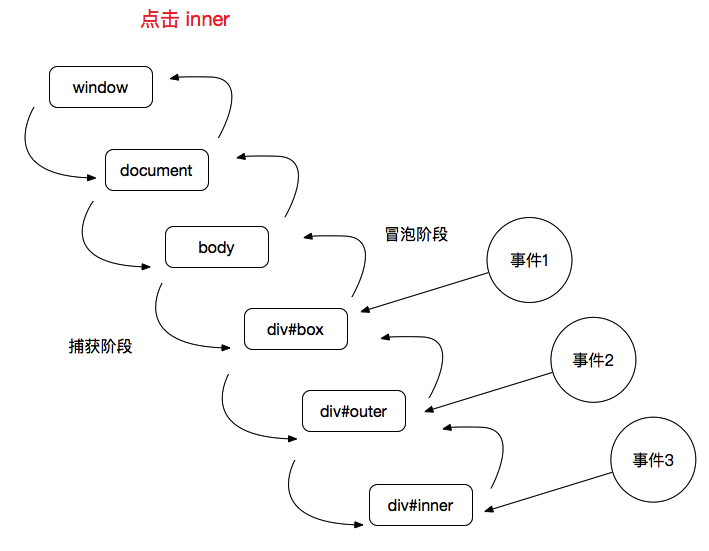 点击 inner
window
document
body
冒泡阶段
事件1
div#box
捕获阶段
事件2
div#outer
事件3
div#inner